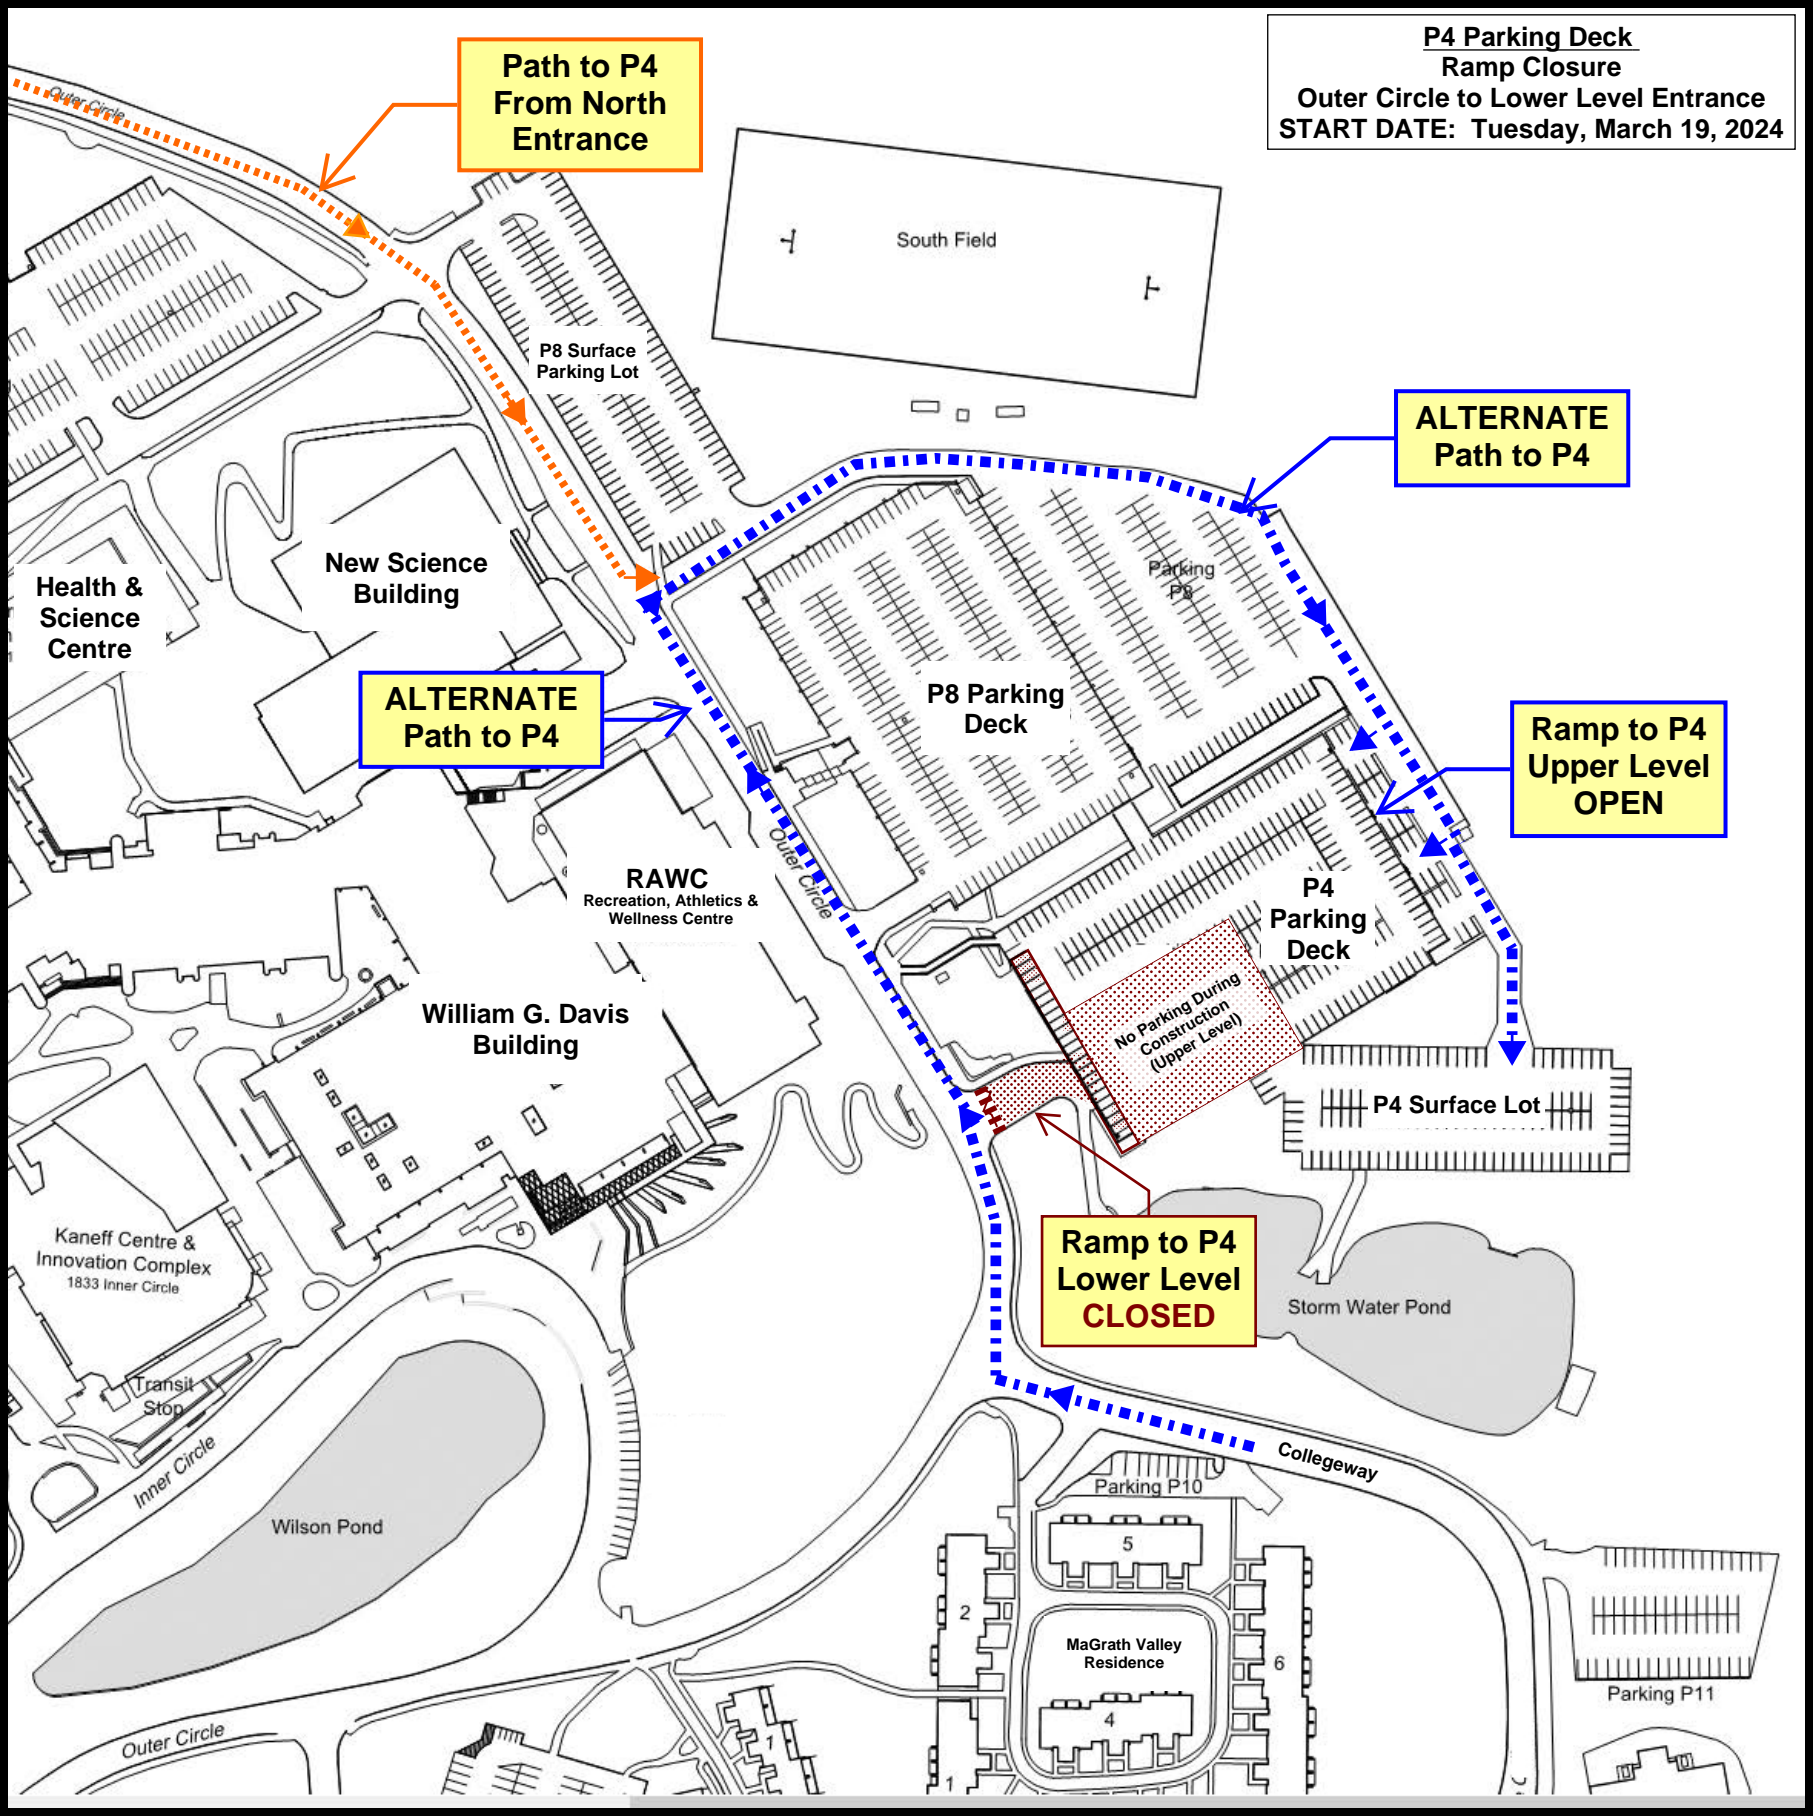 P4 Parking Deck
Ramp Closure
Outer Circle to Lower Level Entrance
START DATE: Tuesday, March 19, 2024
Path to P4
From North
Entrance
Outer Circle
South Field
P8 Surface
Parking Lot
ALTERNATE
Path to P4
New Science
Building
Health &
Science
Centre
Parking
P8
ALTERNATE
Path to P4
P8 Parking
Deck
Ramp to P4
Upper Level
OPEN
Outer Circle
RAWC
Recreation, Athletics &
Wellness Centre
P4
Parking
Deck
No Parking During
Construction
(Upper Level)
William G. Davis
Building
P4 Surface Lot
Kaneff Centre &
Innovation Complex
1833 Inner Circle
Ramp to P4
Lower Level
CLOSED
Storm Water Pond
Transit
Stop
Inner Circle
Collegeway
Parking P10
Wilson Pond
5
2
MaGrath Valley
Residence
6
Parking P11
4
Outer Circle
1
1